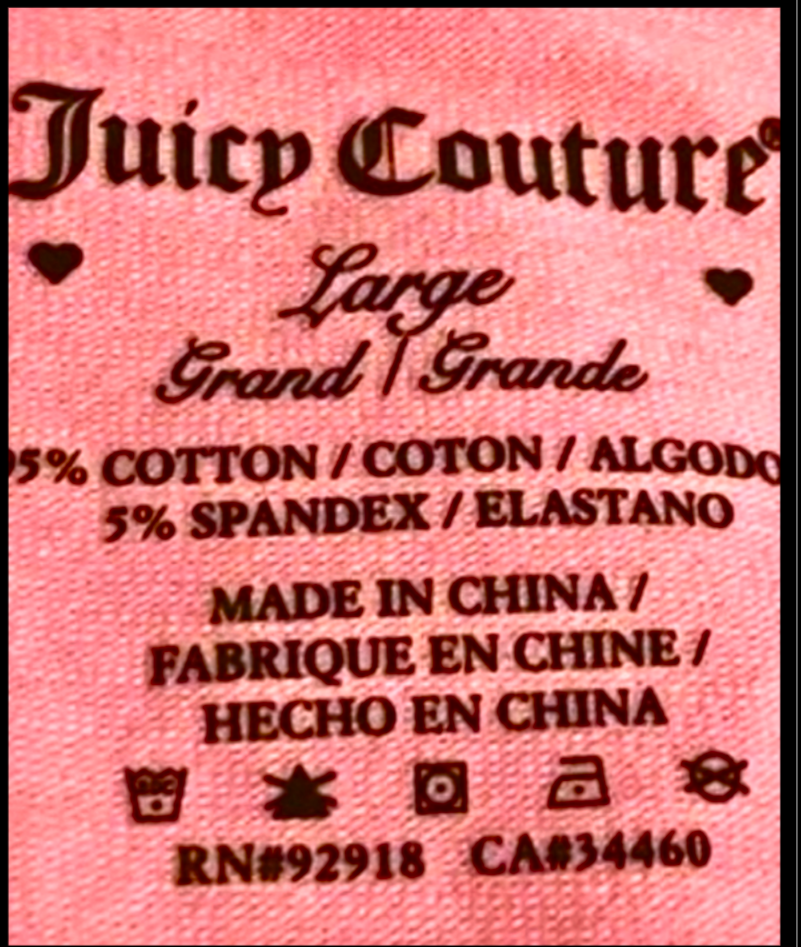 Juicy Couture®
Large
Grand / Grande
5% COTTON / COTON / ALGODO
5% SPANDEX / ELASTANO
MADE IN CHINA /
FABRIQUE EN CHINE /
HECHO EN CHINA
RN#92918 CA#34460